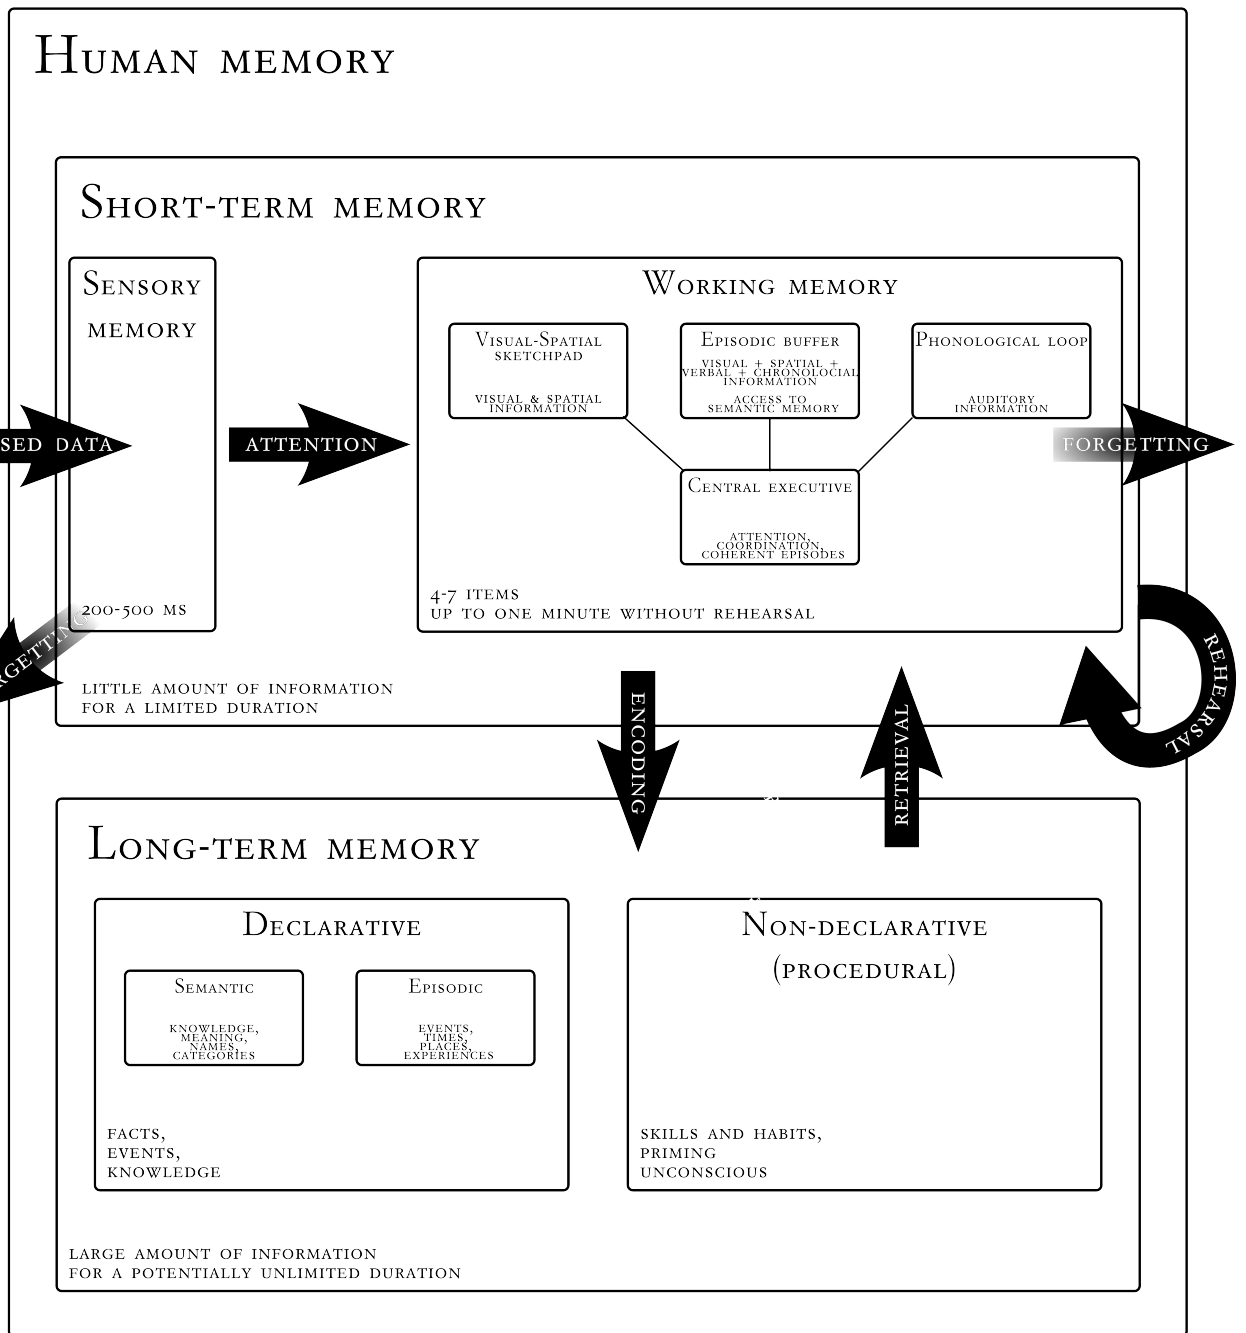 Human memory
Short-term memory
Sensory
memory
200-500 ms
sed data
attention
Working memory
Visual-Spatial
sketchpad
visual & spatial
information
Episodic buffer
visual + spatial +
verbal + chronolocial
information
access to
semantic memory
Phonological loop
auditory
information
Central executive
attention,
coordination,
coherent episodes
4-7 items
up to one minute without rehearsal
forgetting
rgetting
rehearsal
little amount of information
for a limited duration
encoding
retrieval
Long-term memory
Declarative
Semantic
knowledge,
meaning,
names,
categories
Episodic
events,
times,
places,
experiences
facts,
events,
knowledge
Non-declarative
(procedural)
skills and habits,
priming
unconscious
large amount of information
for a potentially unlimited duration